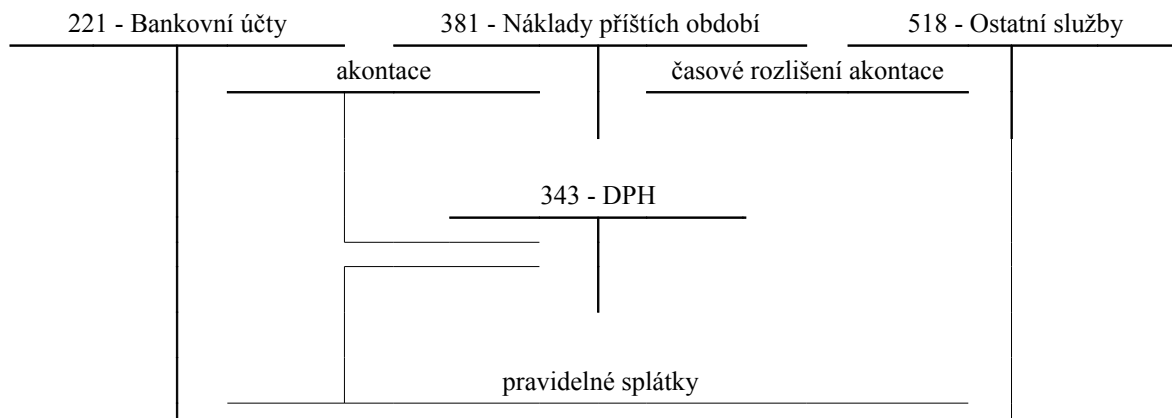 221 - Bankovní účty 381 - Náklady příštích období 518 - Ostatní služby
akontace časové rozlišení akontace
343 - DPH
pravidelné splátky